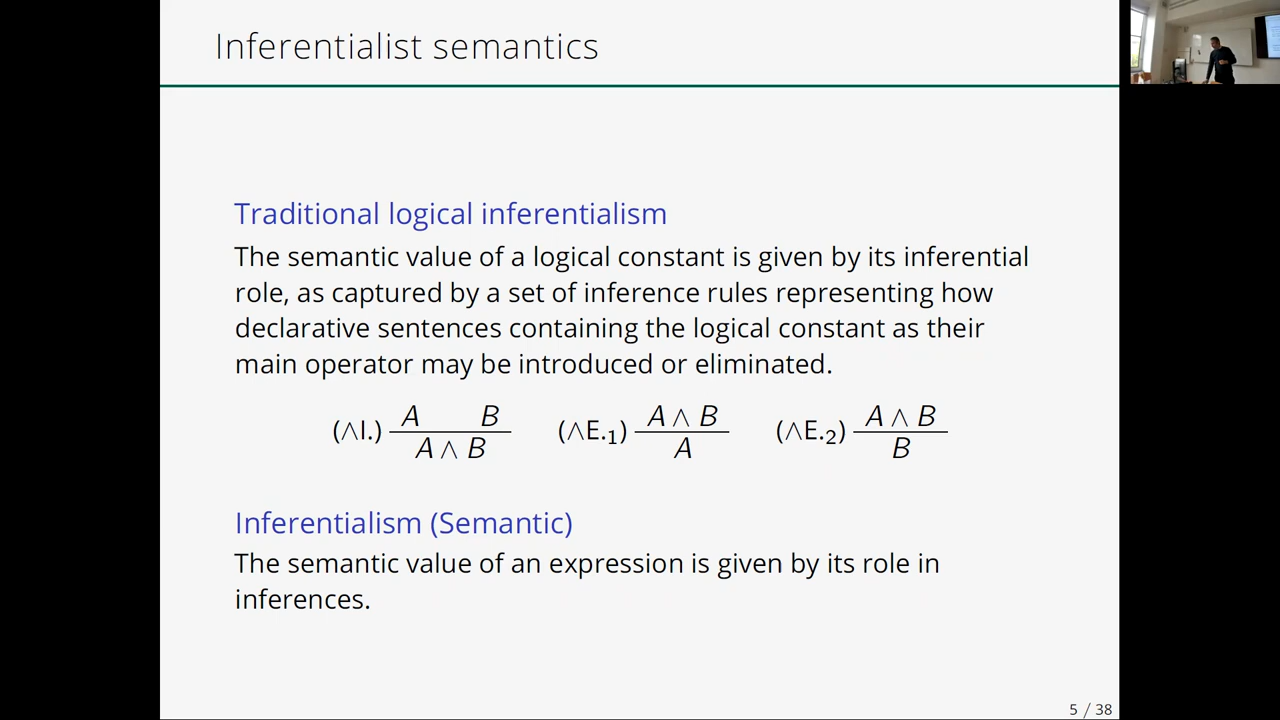 Inferentialist semantics
Traditional logical inferentialism
The semantic value of a logical constant is given by its inferential
role, as captured by a set of inference rules representing how
declarative sentences containing the logical constant as their
main operator may be introduced or eliminated.
(∧I.) A B / A ∧ B (∧E.₁) A ∧ B / A (∧E.₂) A ∧ B / B
Inferentialism (Semantic)
The semantic value of an expression is given by its role in
inferences.
5 / 38